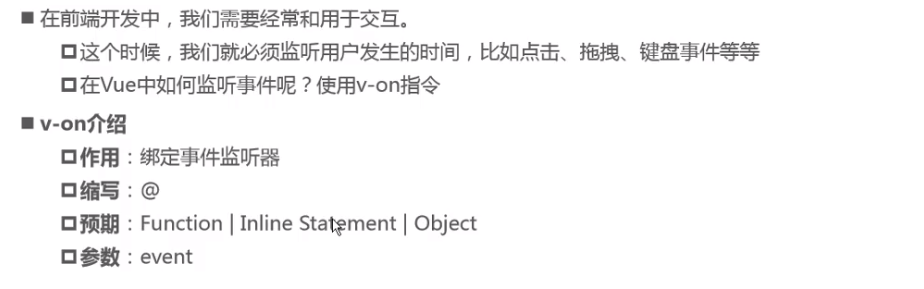 在前端开发中，我们需要经常和用于交互。
这个时候，我们就必须监听用户发生的时间，比如点击、拖拽、键盘事件等等
在Vue中如何监听事件呢？使用v-on指令
v-on介绍
作用：绑定事件监听器
缩写：@
预期：Function | Inline Statement | Object
参数：event